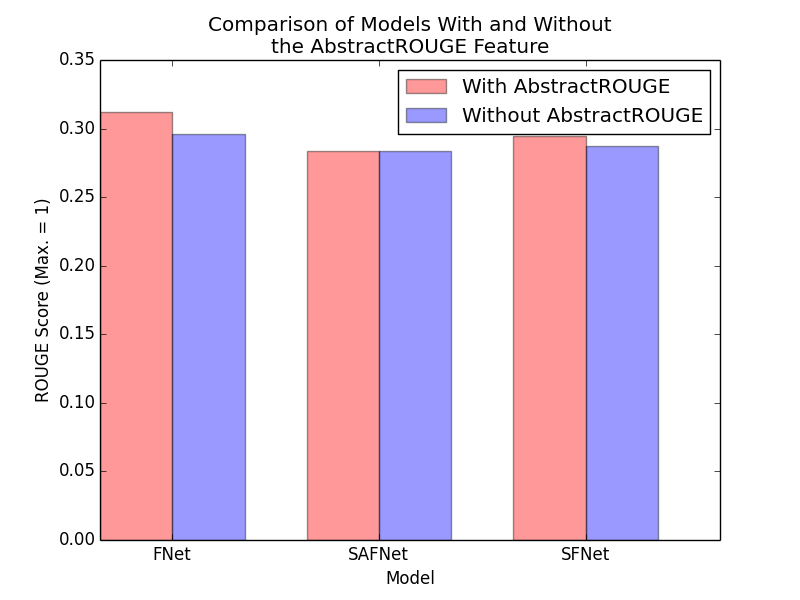 Comparison of Models With and Without
the AbstractROUGE Feature
With AbstractROUGE
Without AbstractROUGE
ROUGE Score (Max. = 1)
0.35
0.30
0.25
0.20
0.15
0.10
0.05
0.00
FNet
SAFNet
SFNet
Model